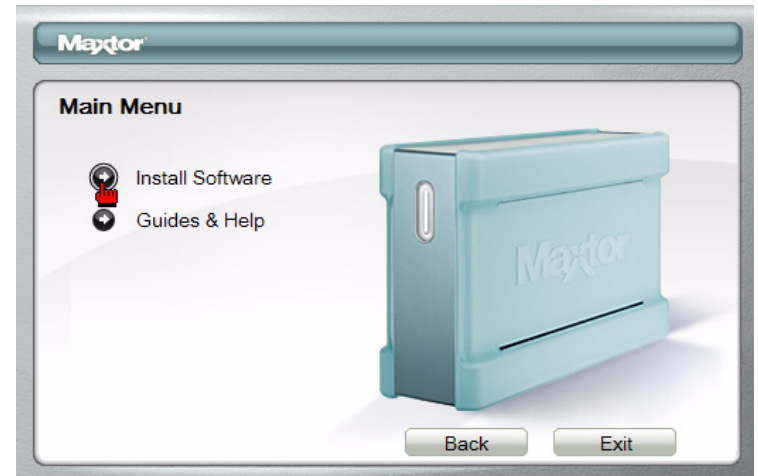 Maxtor
Main Menu
Install Software
Guides & Help
Maxtor
Back
Exit